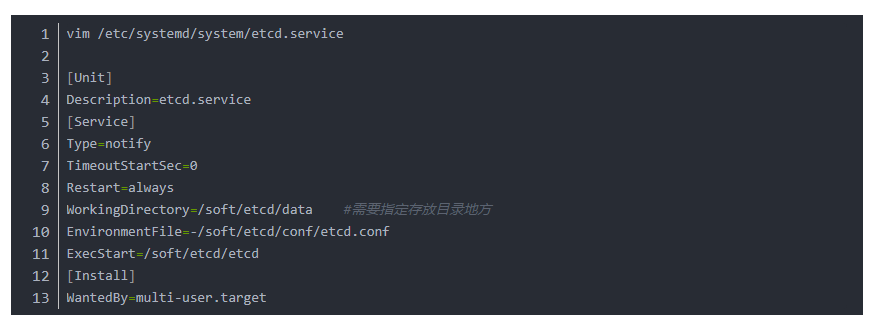 1 vim /etc/systemd/system/etcd.service
2
3 [Unit]
4 Description=etcd.service
5 [Service]
6 Type=notify
7 TimeoutStartSec=0
8 Restart=always
9 WorkingDirectory=/soft/etcd/data    #需要指定存放目录地方
10 EnvironmentFile=-/soft/etcd/conf/etcd.conf
11 ExecStart=/soft/etcd/etcd
12 [Install]
13 WantedBy=multi-user.target